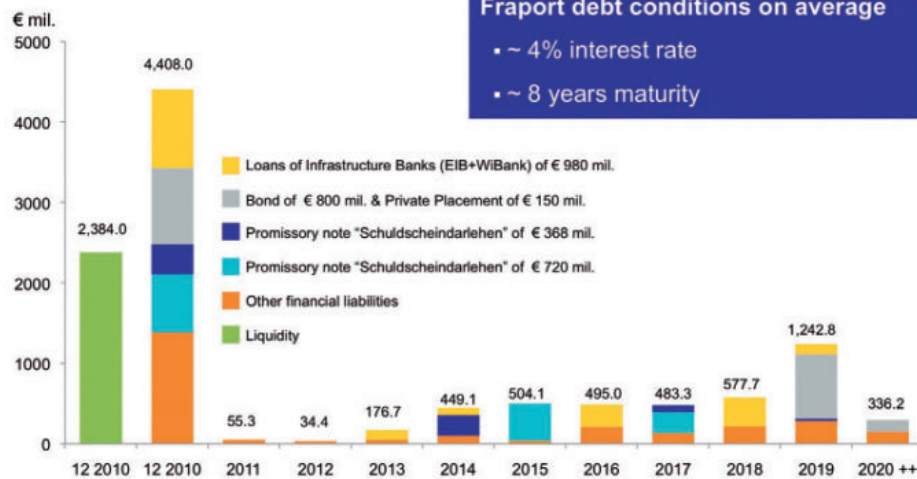 Fraport debt conditions on average
▪ ~ 4% interest rate
▪ ~ 8 years maturity
€ mil.
5000
4000
3000
2000
1000
0
2,384.0
4,408.0
55.3
34.4
176.7
449.1
504.1
495.0
483.3
577.7
1,242.8
336.2
Loans of Infrastructure Banks (EIB+WiBank) of € 980 mil.
Bond of € 800 mil. & Private Placement of € 150 mil.
Promissory note “Schuldscheindarlehen” of € 368 mil.
Promissory note “Schuldscheindarlehen” of € 720 mil.
Other financial liabilities
Liquidity
12 2010 12 2010 2011 2012 2013 2014 2015 2016 2017 2018 2019 2020 ++